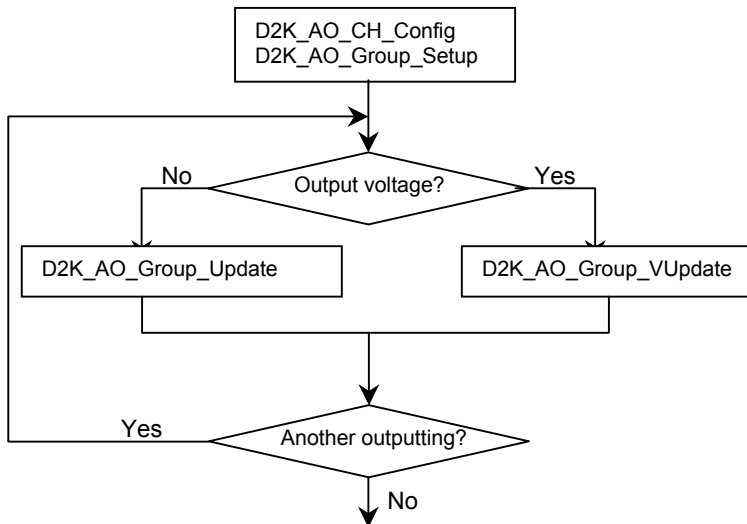 D2K_AO_CH_Config
D2K_AO_Group_Setup
No
Output voltage?
Yes
D2K_AO_Group_Update
D2K_AO_Group_VUpdate
Yes
Another outputting?
No